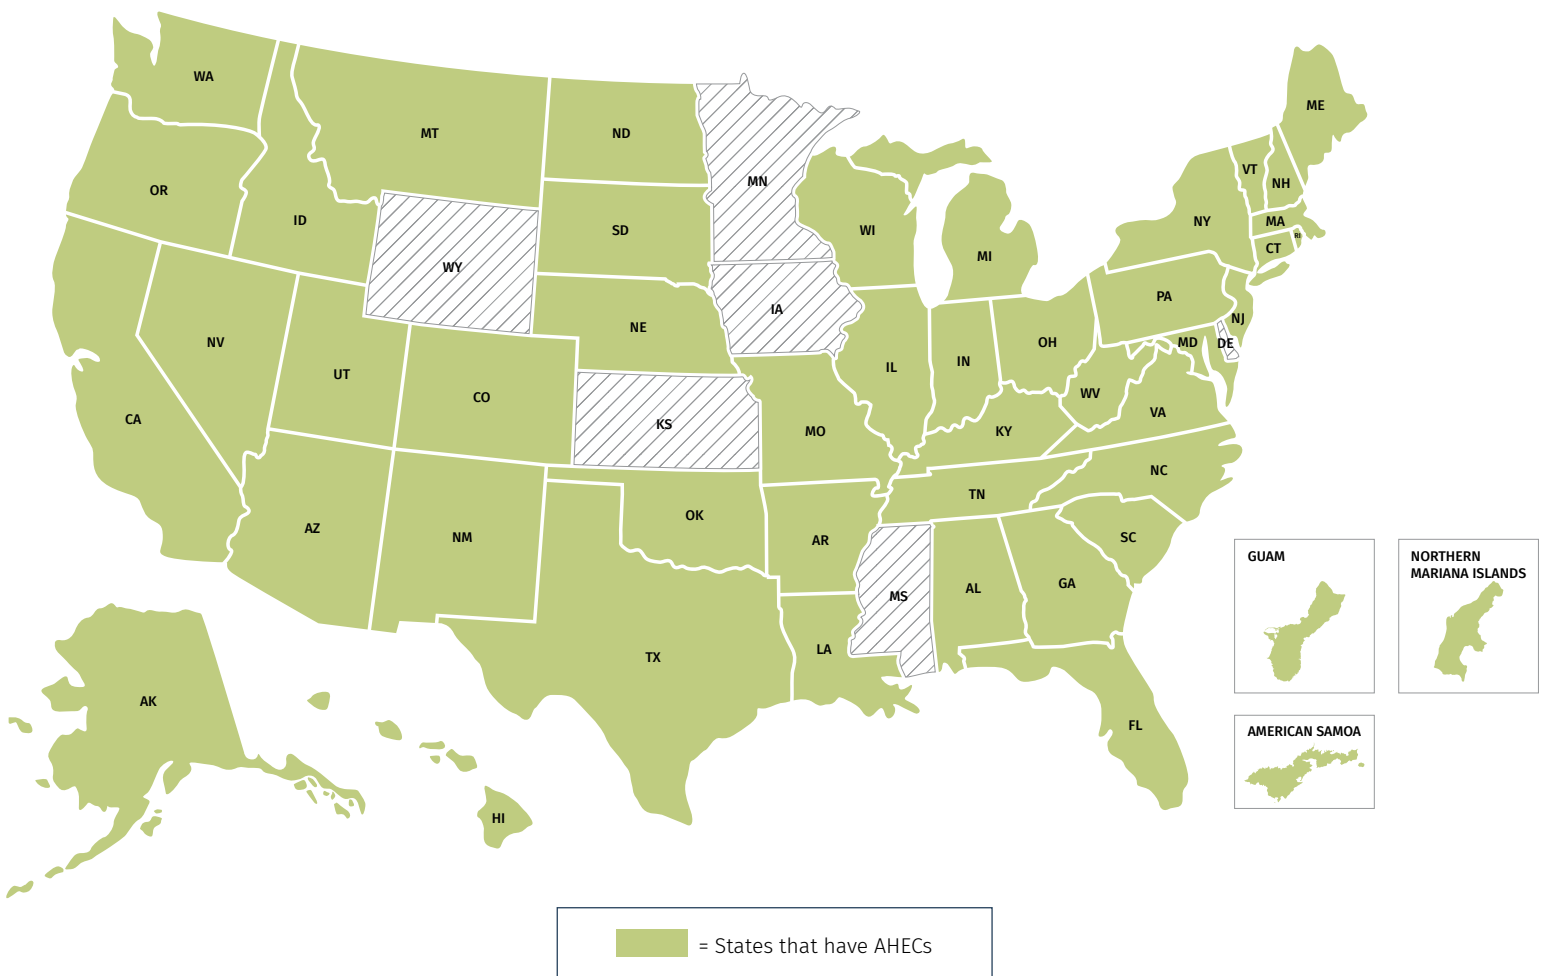 WA
ME
MT
ND
VT
MN
NH
OR
ID
NY
MA
SD
WI
RI
CT
MI
WY
PA
IA
NJ
NE
NV
OH
MD
DE
IN
IL
UT
WV
CO
VA
CA
KS
MO
KY
NC
TN
OK
AZ
NM
AR
SC
GUAM
NORTHERN
MARIANA ISLANDS
GA
AL
MS
LA
TX
AK
FL
AMERICAN SAMOA
HI
= States that have AHECs